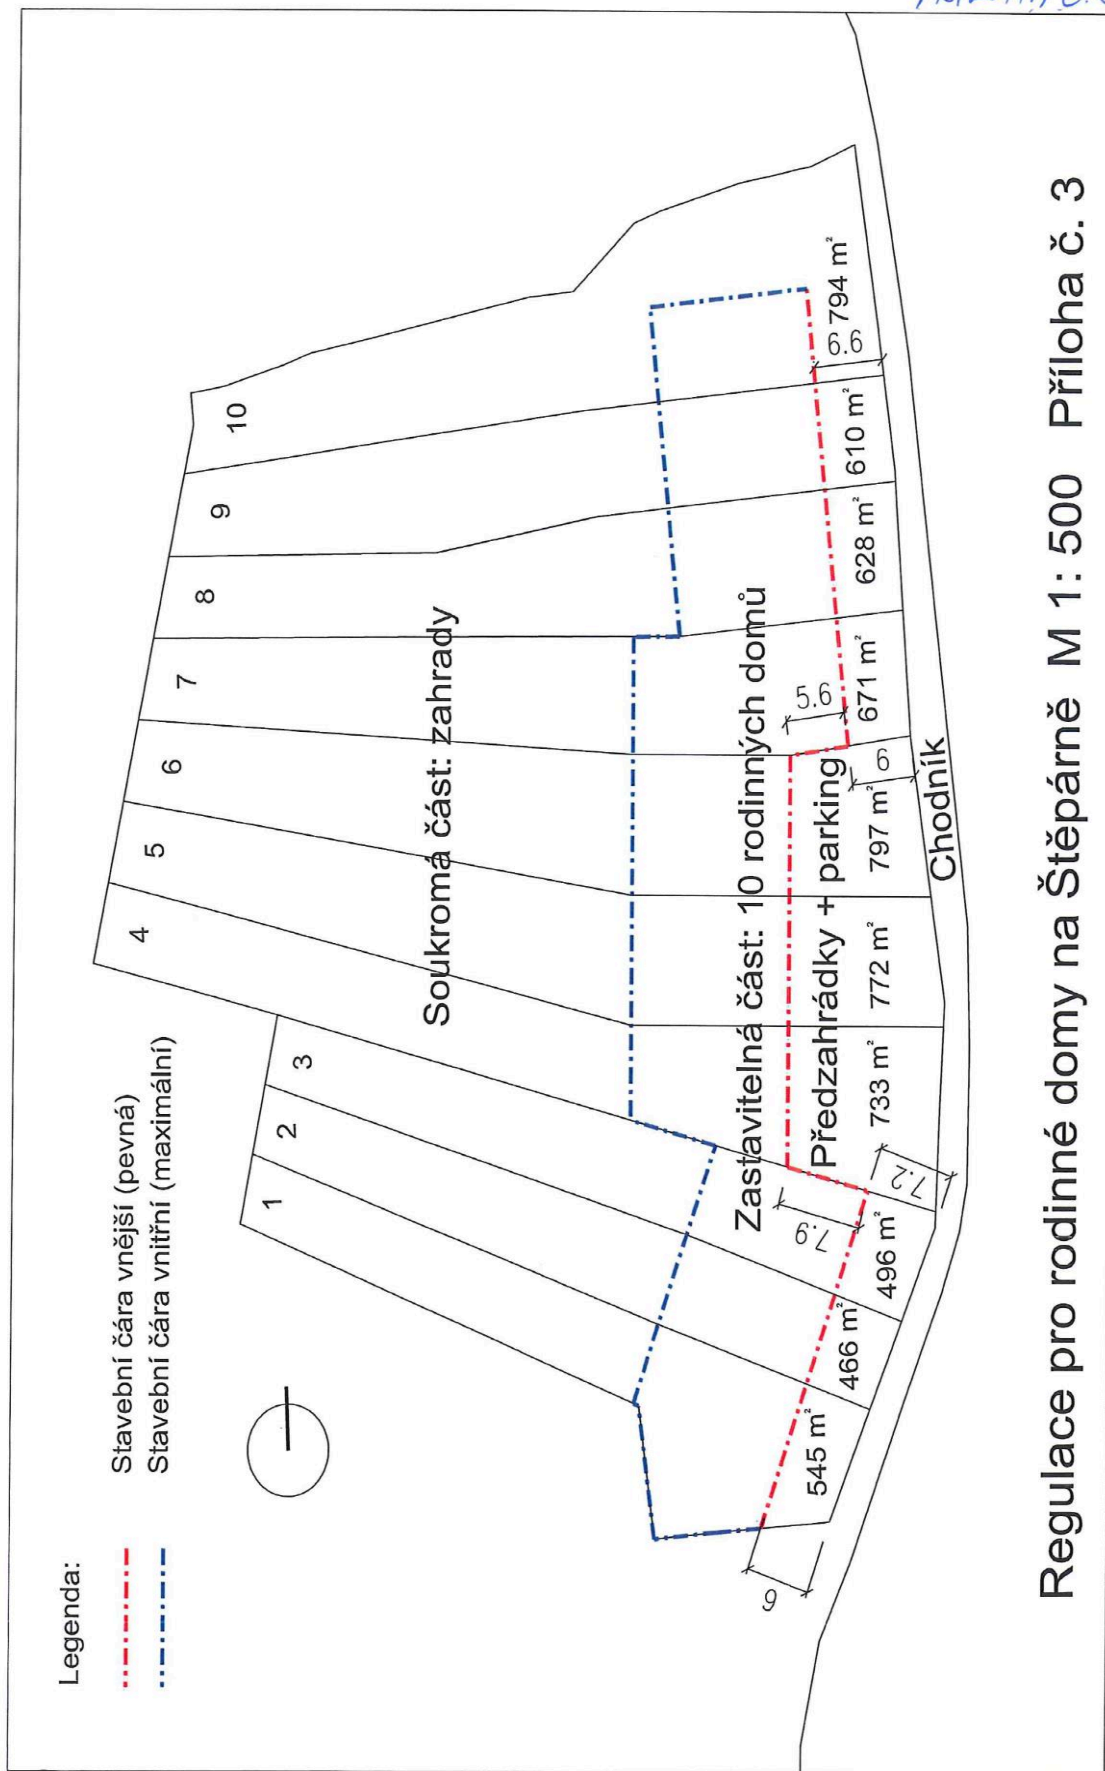 Legenda:
Stavební čára vnější (pevná)
Stavební čára vnitřní (maximální)
1
2
3
4
5
6
7
8
9
10
Soukromá část: zahrady
Zastavitelná část: 10 rodinných domů
Předzahrádky + parking
545 m²
466 m²
496 m²
733 m²
772 m²
797 m²
671 m²
628 m²
610 m²
794 m²
6
7.9
7.2
6
5.6
6.6
Chodník
Regulace pro rodinné domy na Štěpárně M 1: 500 Příloha č. 3